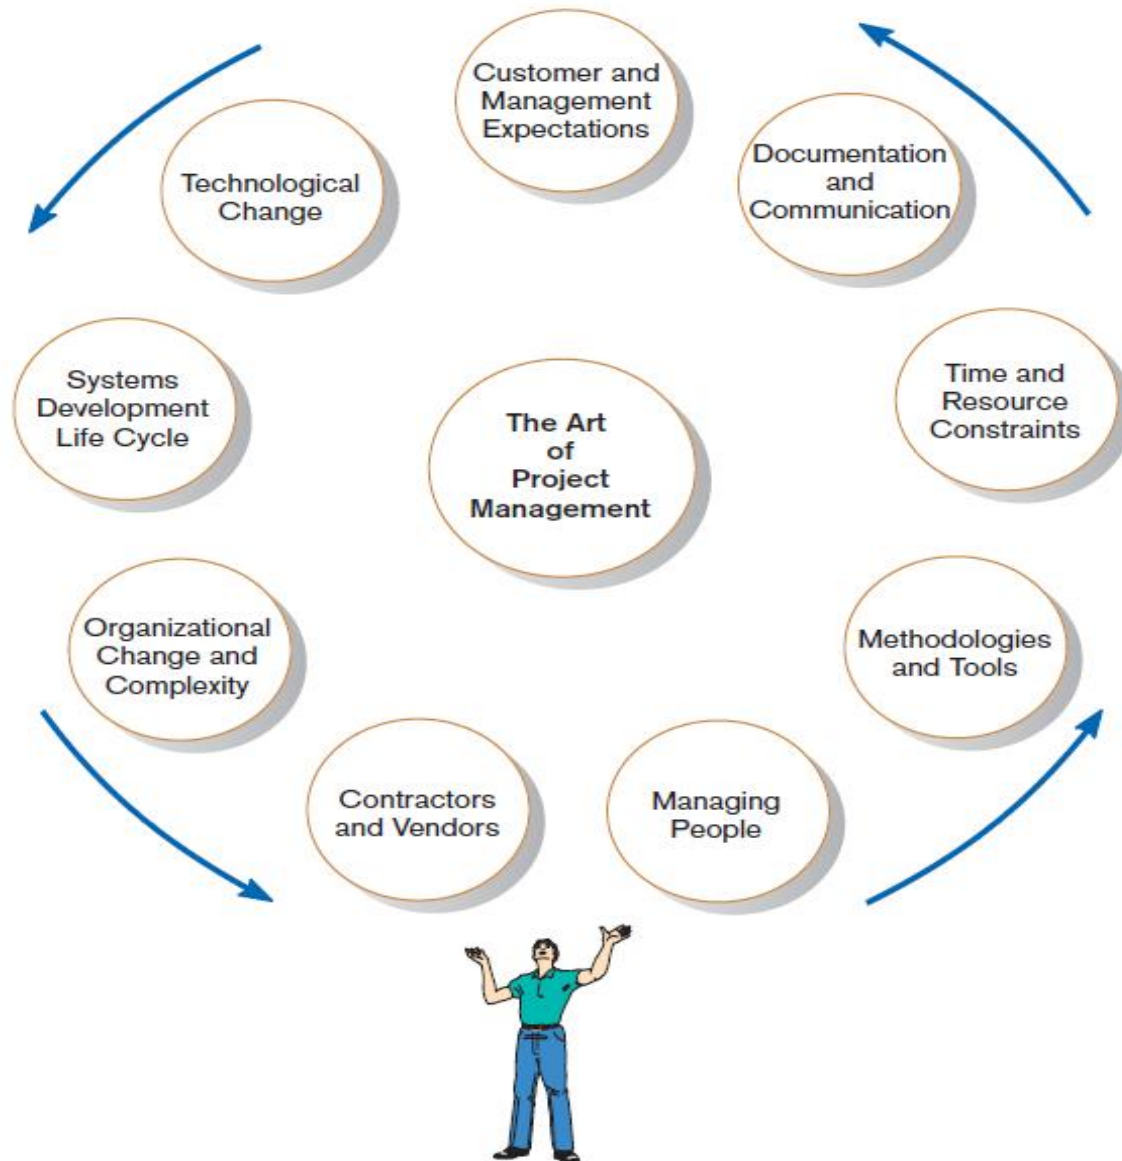 Customer and
Management
Expectations
Documentation
and
Communication
Technological
Change
Time and
Resource
Constraints
Systems
Development
Life Cycle
The Art
of
Project
Management
Organizational
Change and
Complexity
Methodologies
and Tools
Contractors
and Vendors
Managing
People